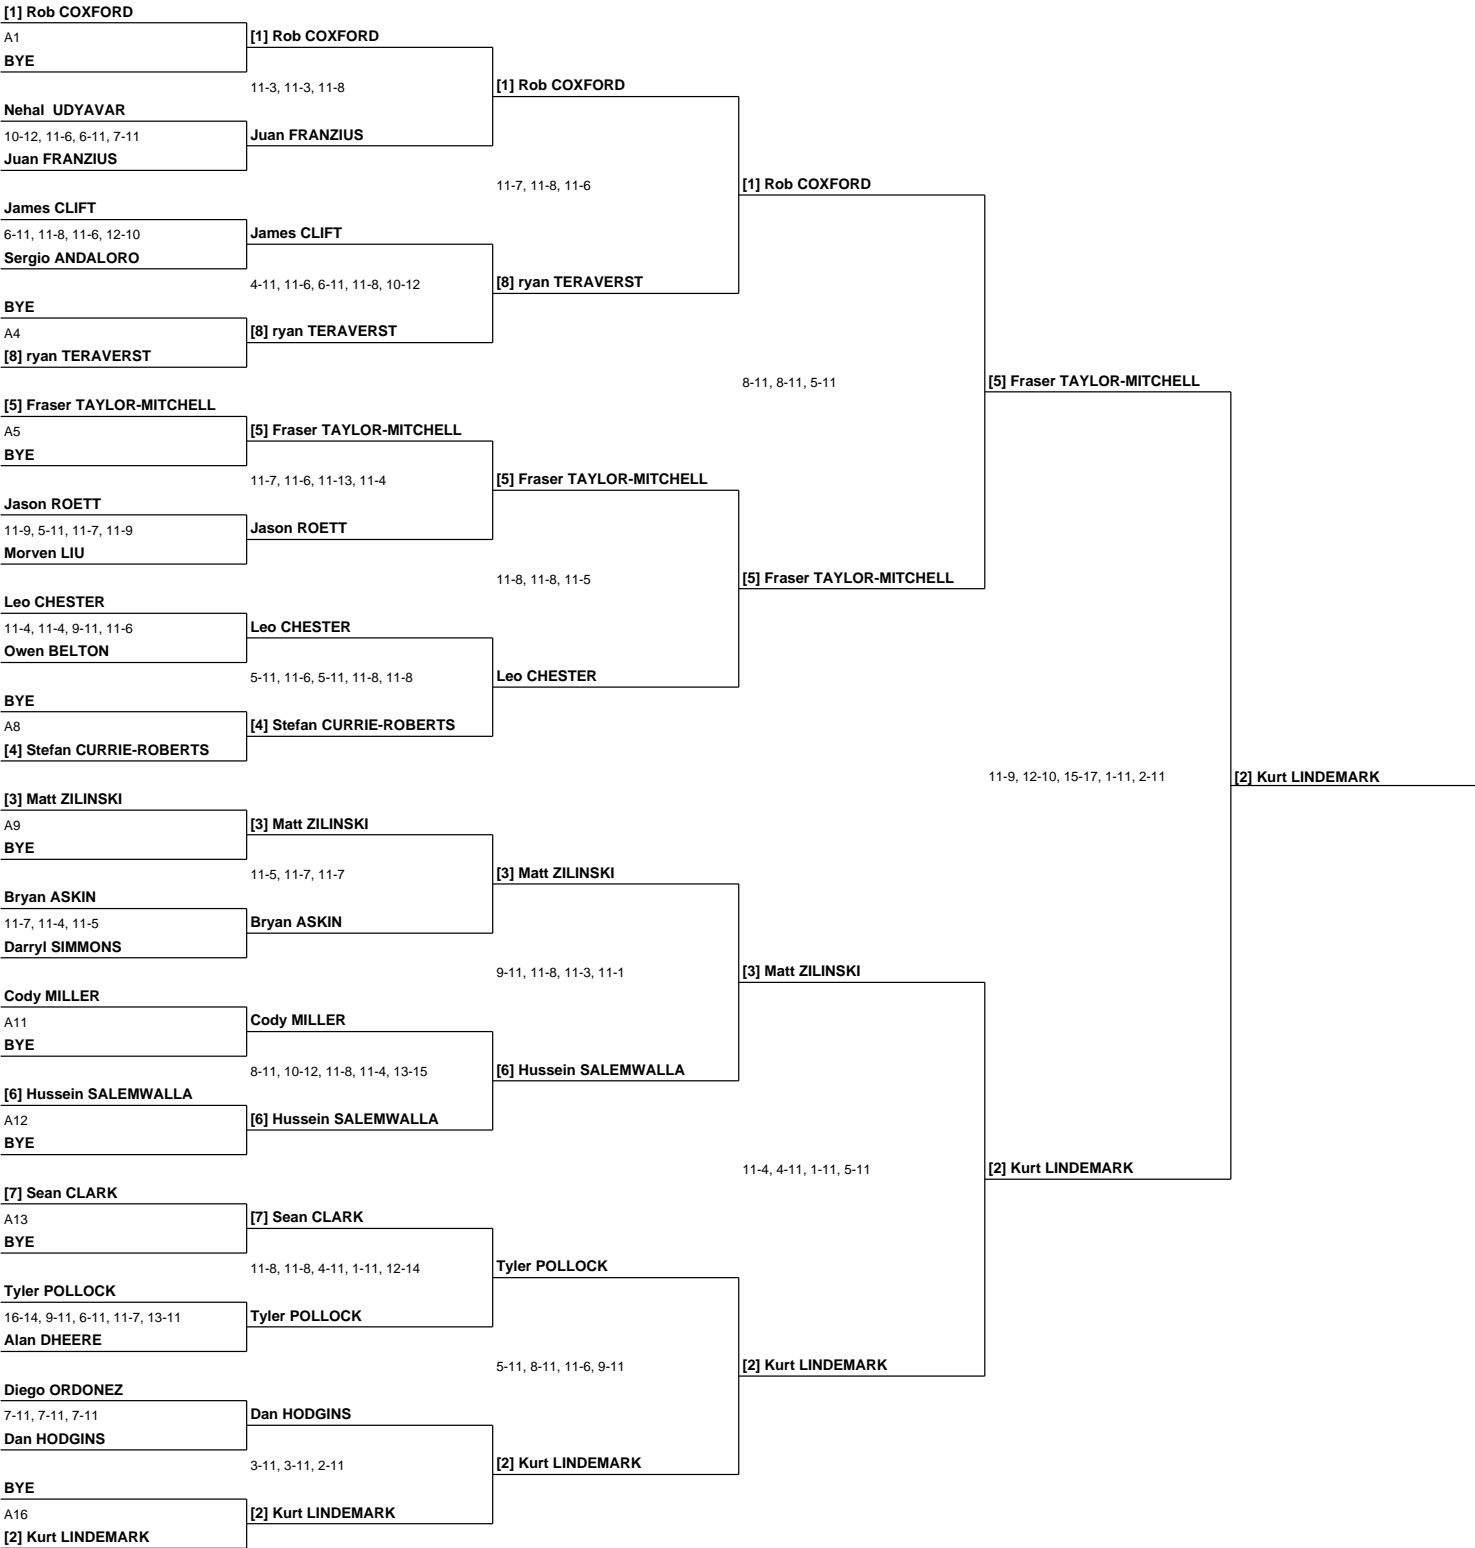 [1] Rob COXFORD
A1
[1] Rob COXFORD
BYE
11-3, 11-3, 11-8
[1] Rob COXFORD
Nehal  UDYAVAR
10-12, 11-6, 6-11, 7-11
Juan FRANZIUS
Juan FRANZIUS
11-7, 11-8, 11-6
[1] Rob COXFORD
James CLIFT
6-11, 11-8, 11-6, 12-10
James CLIFT
Sergio ANDALORO
4-11, 11-6, 6-11, 11-8, 10-12
[8] ryan TERAVERST
BYE
A4
[8] ryan TERAVERST
[8] ryan TERAVERST
8-11, 8-11, 5-11
[5] Fraser TAYLOR-MITCHELL
[5] Fraser TAYLOR-MITCHELL
A5
[5] Fraser TAYLOR-MITCHELL
BYE
11-7, 11-6, 11-13, 11-4
[5] Fraser TAYLOR-MITCHELL
Jason ROETT
11-9, 5-11, 11-7, 11-9
Jason ROETT
Morven LIU
11-8, 11-8, 11-5
[5] Fraser TAYLOR-MITCHELL
Leo CHESTER
11-4, 11-4, 9-11, 11-6
Leo CHESTER
Owen BELTON
5-11, 11-6, 5-11, 11-8, 11-8
Leo CHESTER
BYE
A8
[4] Stefan CURRIE-ROBERTS
[4] Stefan CURRIE-ROBERTS
11-9, 12-10, 15-17, 1-11, 2-11
[2] Kurt LINDEMARK
[3] Matt ZILINSKI
A9
[3] Matt ZILINSKI
BYE
11-5, 11-7, 11-7
[3] Matt ZILINSKI
Bryan ASKIN
11-7, 11-4, 11-5
Bryan ASKIN
Darryl SIMMONS
9-11, 11-8, 11-3, 11-1
[3] Matt ZILINSKI
Cody MILLER
A11
Cody MILLER
BYE
8-11, 10-12, 11-8, 11-4, 13-15
[6] Hussein SALEMWALLA
[6] Hussein SALEMWALLA
A12
[6] Hussein SALEMWALLA
BYE
11-4, 4-11, 1-11, 5-11
[2] Kurt LINDEMARK
[7] Sean CLARK
A13
[7] Sean CLARK
BYE
11-8, 11-8, 4-11, 1-11, 12-14
Tyler POLLOCK
Tyler POLLOCK
16-14, 9-11, 6-11, 11-7, 13-11
Tyler POLLOCK
Alan DHEERE
5-11, 8-11, 11-6, 9-11
[2] Kurt LINDEMARK
Diego ORDONEZ
7-11, 7-11, 7-11
Dan HODGINS
Dan HODGINS
3-11, 3-11, 2-11
[2] Kurt LINDEMARK
BYE
A16
[2] Kurt LINDEMARK
[2] Kurt LINDEMARK